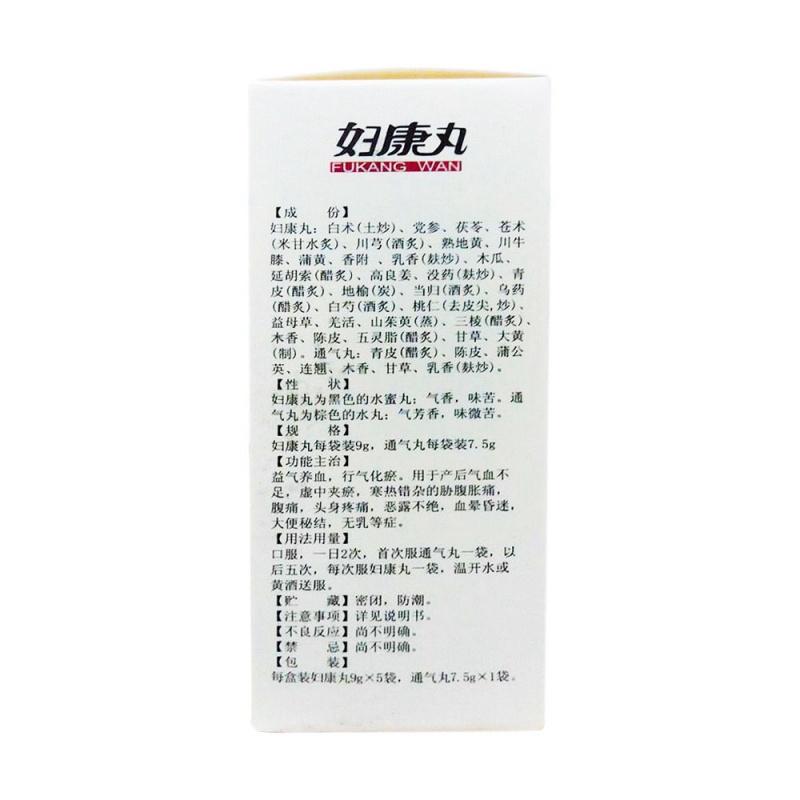 妇康丸
FUKANG WAN
【成　份】
妇康丸：白术(土炒)、党参、茯苓、苍术
(米甘水炙)、川芎(酒炙)、熟地黄、川牛
膝、蒲黄、香附 、乳香(麸炒)、木瓜、
延胡索(醋炙)、高良姜、没药(麸炒)、青
皮(醋炙)、地榆(炭)、当归(酒炙)、乌药
(醋炙)、白芍(酒炙)、桃仁(去皮尖,炒)、
益母草、羌活、山茱萸(蒸)、三棱(醋炙)、
木香、陈皮、五灵脂(醋炙)、甘草、大黄
(制)。通气丸：青皮(醋炙)、陈皮、蒲公
英、连翘、木香、甘草、乳香(麸炒)。
【性　状】
妇康丸为黑色的水蜜丸；气香，味苦。通
气丸为棕色的水丸；气芳香，味微苦。
【规　格】
妇康丸每袋装9g，通气丸每袋装7.5g
【功能主治】
益气养血，行气化瘀。用于产后气血不
足，虚中夹瘀，寒热错杂的胁腹胀痛，
腹痛，头身疼痛，恶露不绝，血晕昏迷，
大便秘结，无乳等症。
【用法用量】
口服，一日2次，首次服通气丸一袋，以
后五次，每次服妇康丸一袋，温开水或
黄酒送服。
【贮　藏】密闭，防潮。
【注意事项】详见说明书。
【不良反应】尚不明确。
【禁　忌】尚不明确。
【包　装】
每盒装妇康丸9g×5袋，通气丸7.5g×1袋。